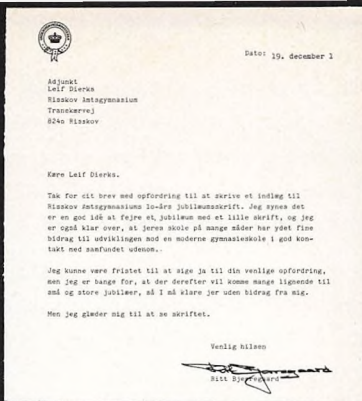 Dato: 19. december 1
Adjunkt
Leif Dierks
Risskov Amtsgymnasium
Tranekærvej
824o Risskov
Kære Leif Dierks.
Tak for dit brev med opfordring til at skrive et indlæg til
Risskov Amtsgymnasiums lo-års jubilæumsskrift. Jeg synes det
er en god idé at fejre et jubilæum med et lille skrift, og jeg
er også klar over, at jeres skole på mange måder har ydet fine
bidrag til udviklingen mod en moderne gymnasieskole i god kon-
takt med samfundet udenom.
Jeg kunne være fristet til at sige ja til din venlige opfordring,
men jeg er bange for, at der derefter vil komme mange lignende til
små og store jubilæer, så I må klare jer uden bidrag fra mig.
Men jeg glæder mig til at se skriftet.
Venlig hilsen
Ritt Bjerregaard
Ritt Bjerregaard